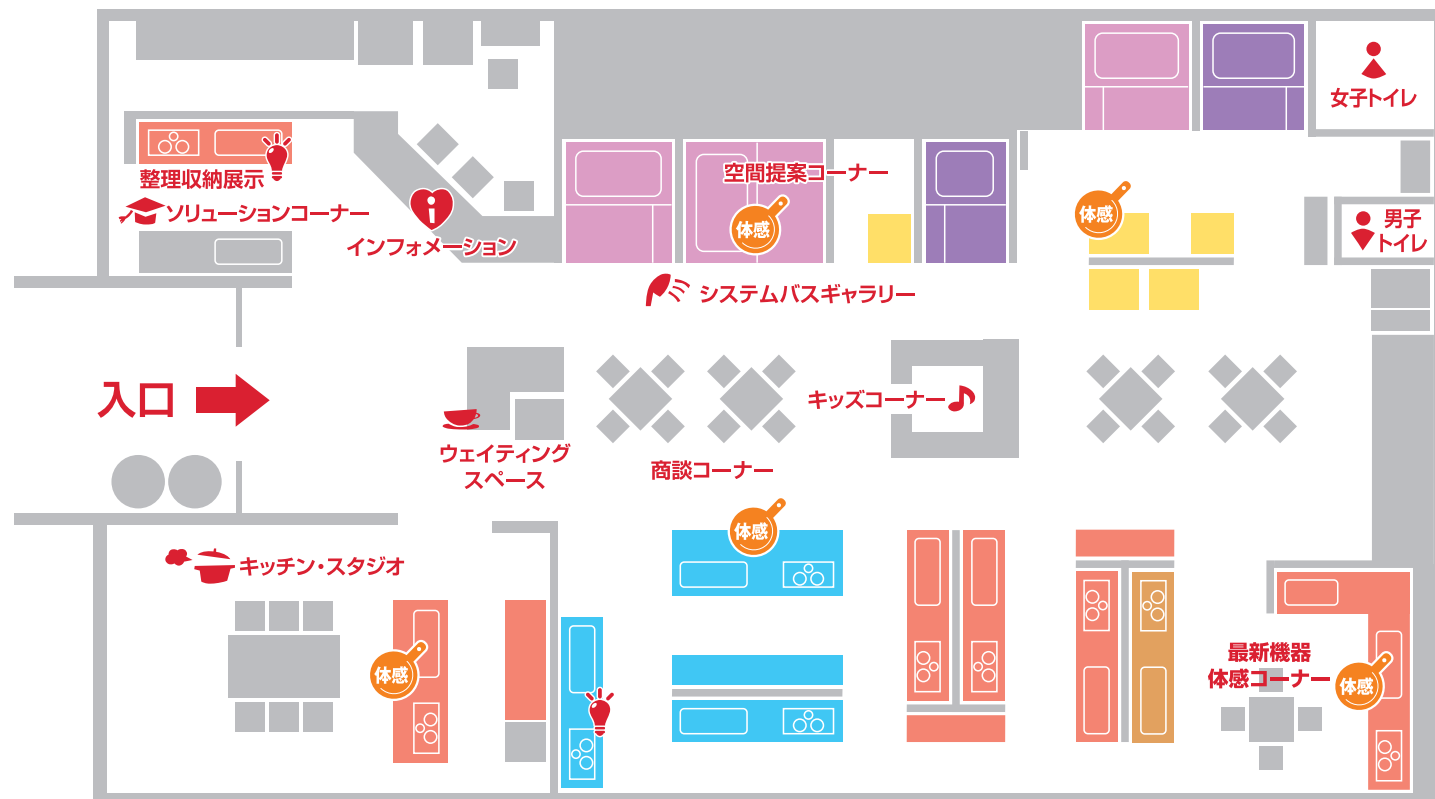 女子トイレ
整理収納展示
空間提案コーナー
ソリューションコーナー
体感
体感
男子
トイレ
インフォメーション
システムバスギャラリー
入口
キッズコーナー
ウェイティング
スペース
商談コーナー
体感
キッチン・スタジオ
体感
最新機器
体感コーナー
体感